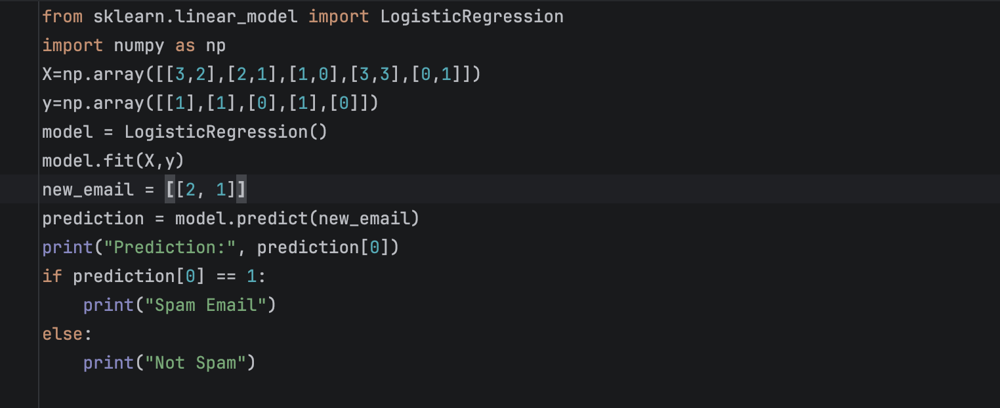 from sklearn.linear_model import LogisticRegression
import numpy as np
X=np.array([[3,2],[2,1],[1,0],[3,3],[0,1]])
y=np.array([[1],[1],[0],[1],[0]])
model = LogisticRegression()
model.fit(X,y)
new_email = [[2, 1]]
prediction = model.predict(new_email)
print("Prediction:", prediction[0])
if prediction[0] == 1:
    print("Spam Email")
else:
    print("Not Spam")